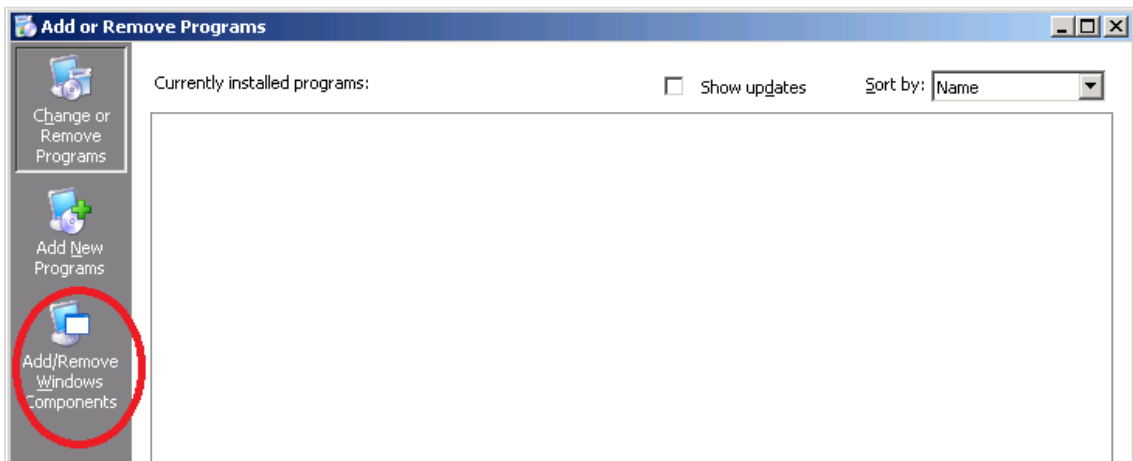 Add or Remove Programs
Currently installed programs:
Show updates
Sort by: Name
Change or
Remove
Programs
Add New
Programs
Add/Remove
Windows
Components